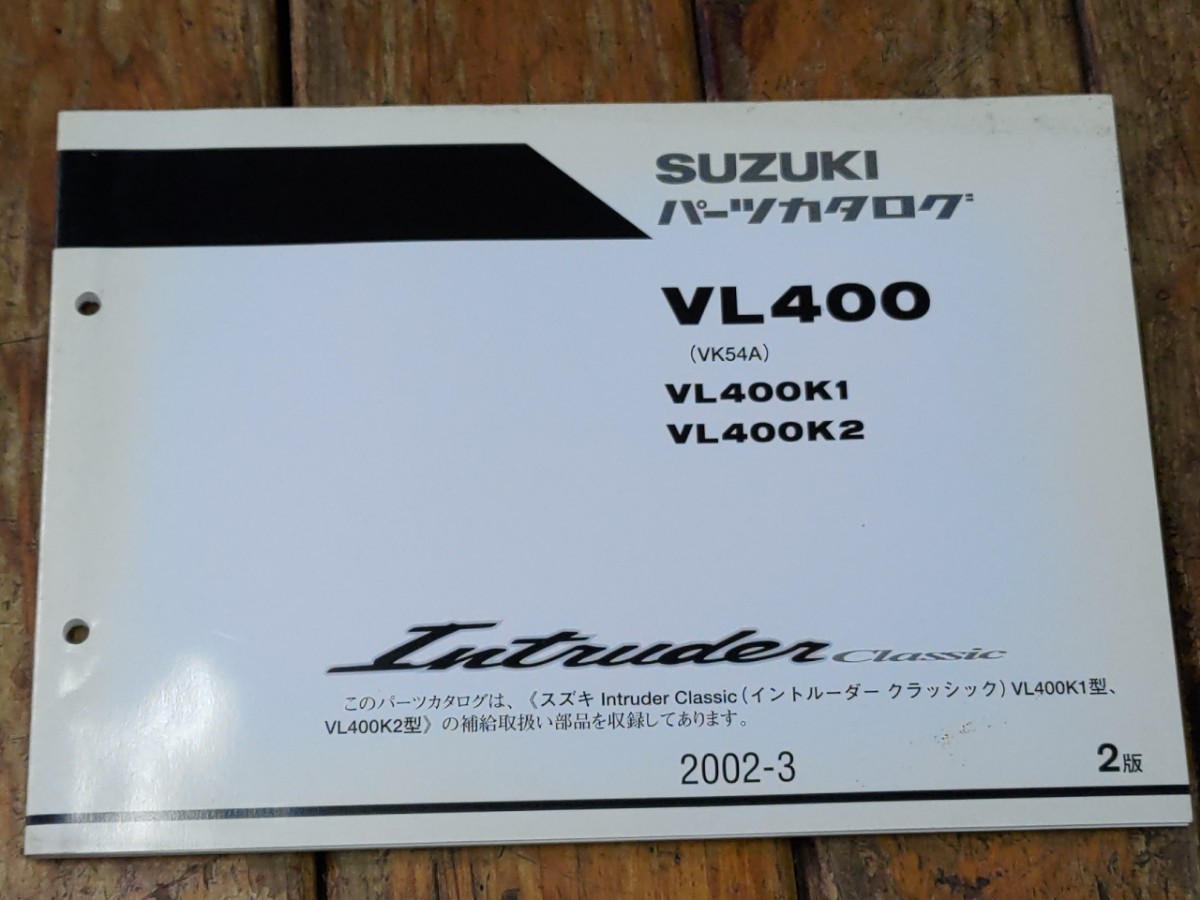 SUZUKI
パーツカタログ
VL400
（VK54A）
VL400K1
VL400K2
Intruder Classic
このパーツカタログは、《スズキ Intruder Classic（イントルーダー クラッシック）VL400K1型、
VL400K2型》の補給取扱い部品を収録してあります。
2002-3
2版